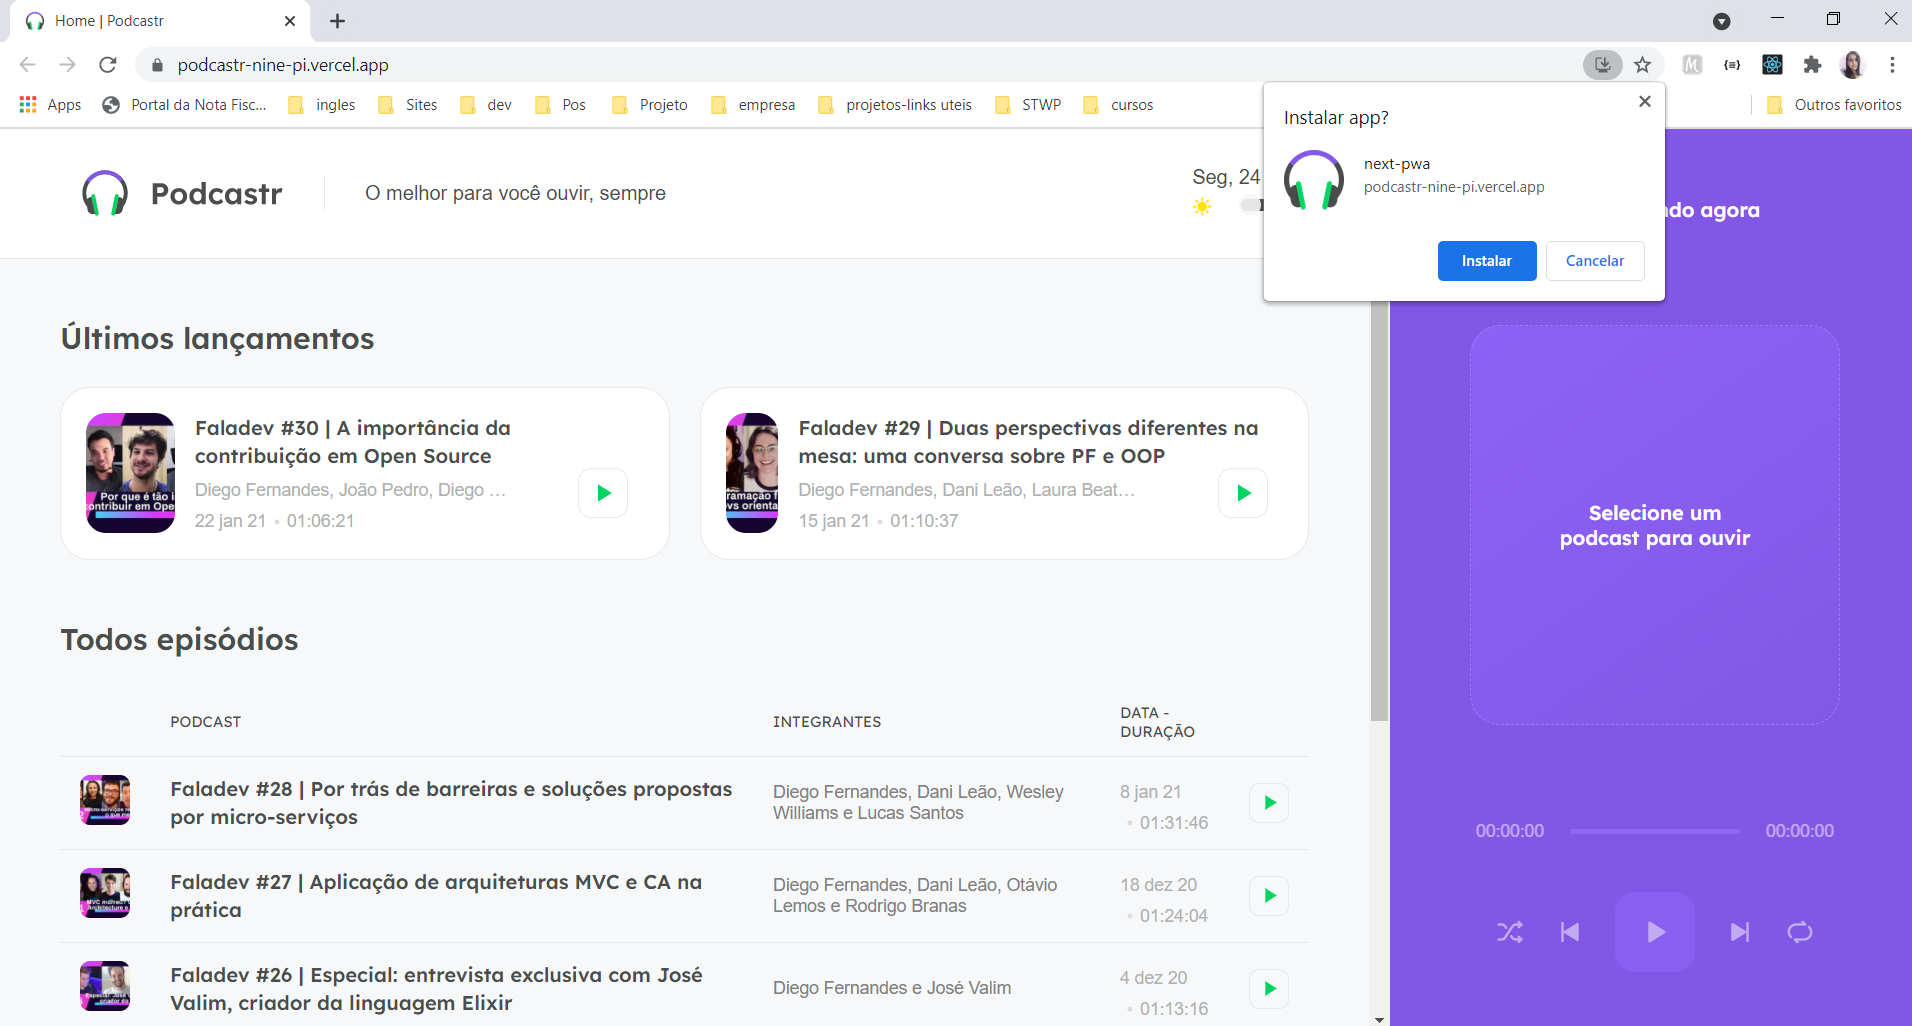 Home | Podcastr
podcastr-nine-pi.vercel.app
Apps
Portal da Nota Fisc...
ingles
Sites
dev
Pos
Projeto
empresa
projetos-links uteis
STWP
cursos
Outros favoritos
Instalar app?
next-pwa
podcastr-nine-pi.vercel.app
Instalar
Cancelar
Podcastr
O melhor para você ouvir, sempre
Seg, 24
ndo agora
Últimos lançamentos
Faladev #30 | A importância da
contribuição em Open Source
Diego Fernandes, João Pedro, Diego …
22 jan 21 • 01:06:21
Por que é tão i
contribuir em Ope
Faladev #29 | Duas perspectivas diferentes na
mesa: uma conversa sobre PF e OOP
Diego Fernandes, Dani Leão, Laura Beat…
15 jan 21 • 01:10:37
ramação f
vs orienta
Selecione um
podcast para ouvir
Todos episódios
PODCAST
INTEGRANTES
DATA -
DURAÇÃO
Faladev #28 | Por trás de barreiras e soluções propostas
por micro-serviços
Diego Fernandes, Dani Leão, Wesley
Williams e Lucas Santos
8 jan 21
• 01:31:46
Faladev #27 | Aplicação de arquiteturas MVC e CA na
prática
Diego Fernandes, Dani Leão, Otávio
Lemos e Rodrigo Branas
18 dez 20
• 01:24:04
Faladev #26 | Especial: entrevista exclusiva com José
Valim, criador da linguagem Elixir
Diego Fernandes e José Valim
4 dez 20
• 01:13:16
00:00:00
00:00:00